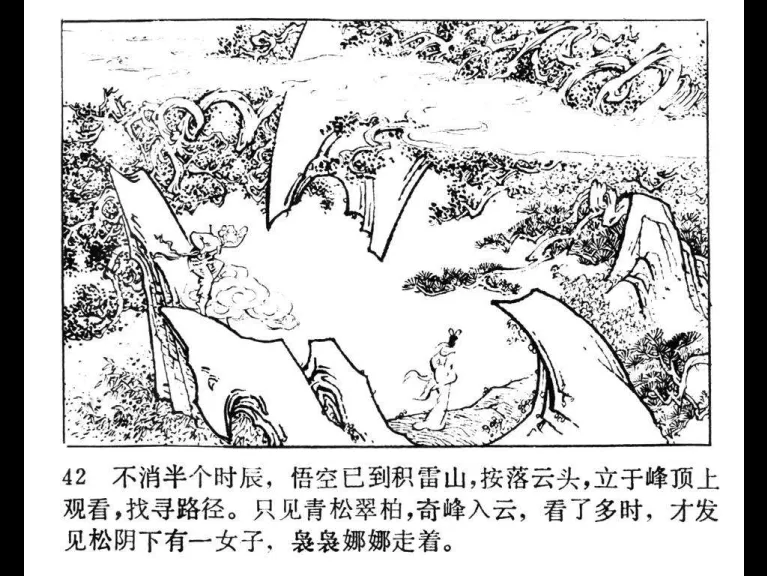 42 不消半个时辰，悟空已到积雷山，按落云头，立于峰顶上
观看，找寻路径。只见青松翠柏，奇峰入云，看了多时，才发
见松阴下有一女子，袅袅娜娜走着。